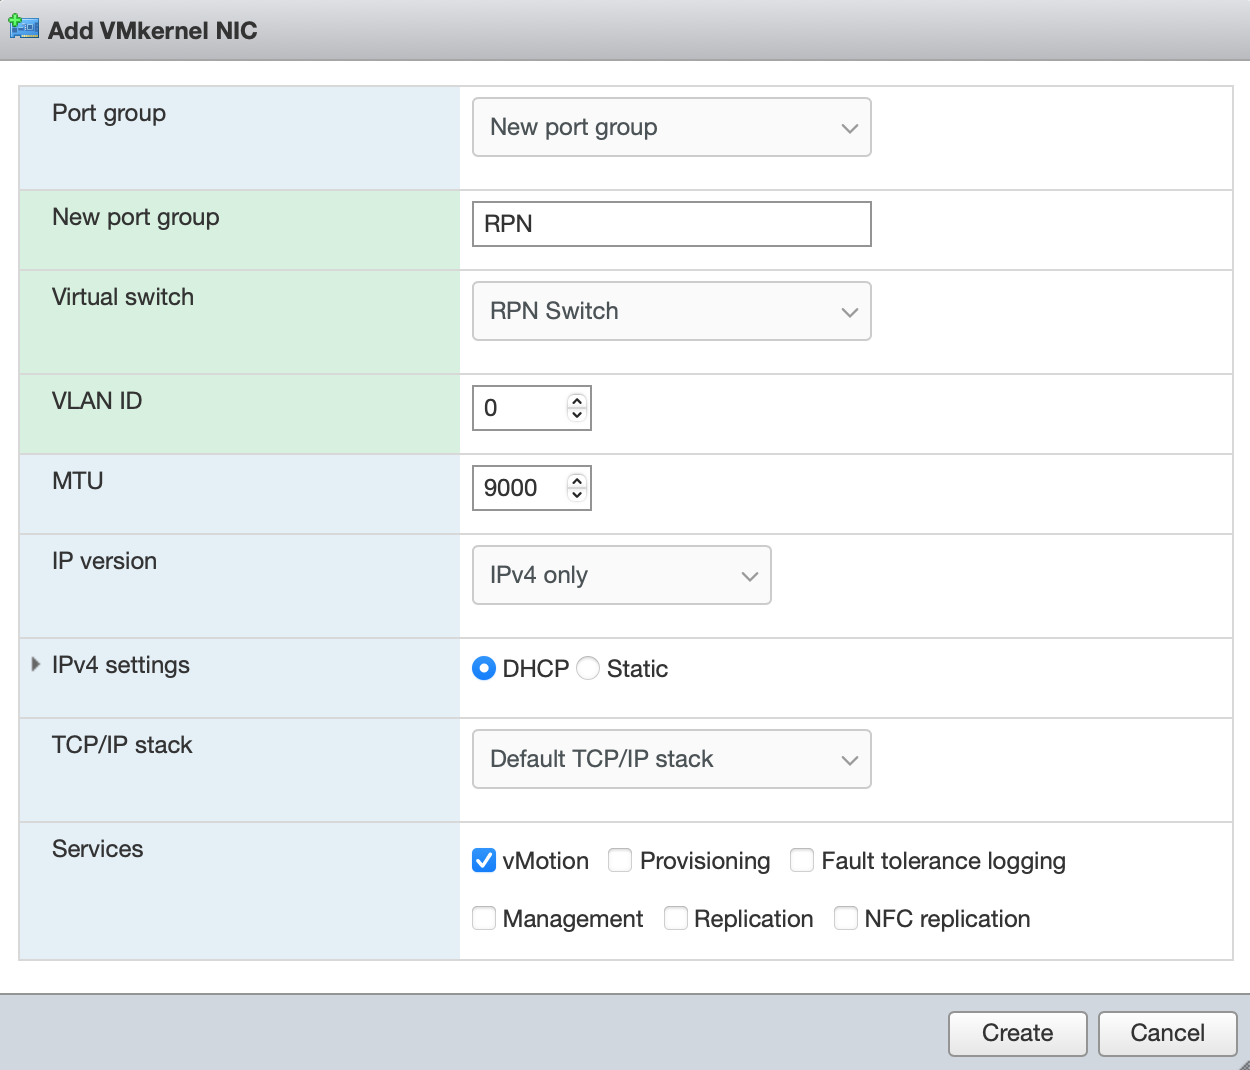 Add VMkernel NIC
Port group
New port group
New port group
RPN
Virtual switch
RPN Switch
VLAN ID
0
MTU
9000
IP version
IPv4 only
IPv4 settings
DHCP Static
TCP/IP stack
Default TCP/IP stack
Services
vMotion Provisioning Fault tolerance logging
Management Replication NFC replication
Create Cancel